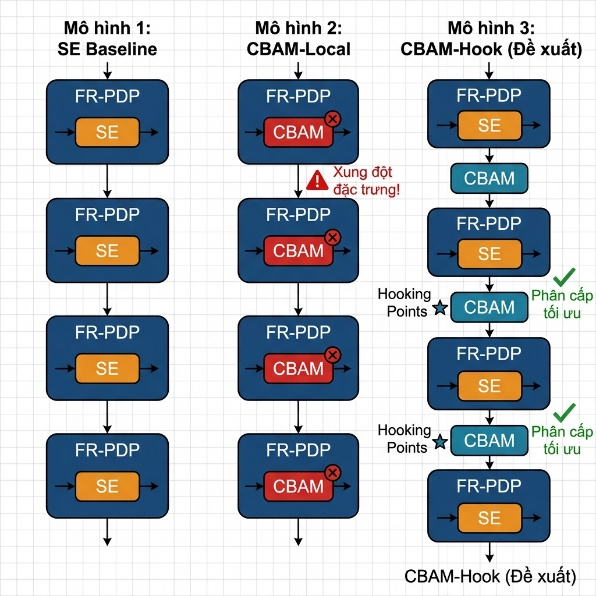 Mô hình 1:
SE Baseline
FR-PDP
SE
FR-PDP
SE
FR-PDP
SE
FR-PDP
SE
Mô hình 2:
CBAM-Local
FR-PDP
CBAM
Xung đột
đặc trưng!
FR-PDP
CBAM
FR-PDP
CBAM
FR-PDP
CBAM
Mô hình 3:
CBAM-Hook (Đề xuất)
FR-PDP
SE
CBAM
FR-PDP
SE
Hooking
Points
CBAM
Phân cấp
tối ưu
FR-PDP
SE
Hooking
Points
CBAM
Phân cấp
tối ưu
FR-PDP
SE
CBAM-Hook (Đề xuất)